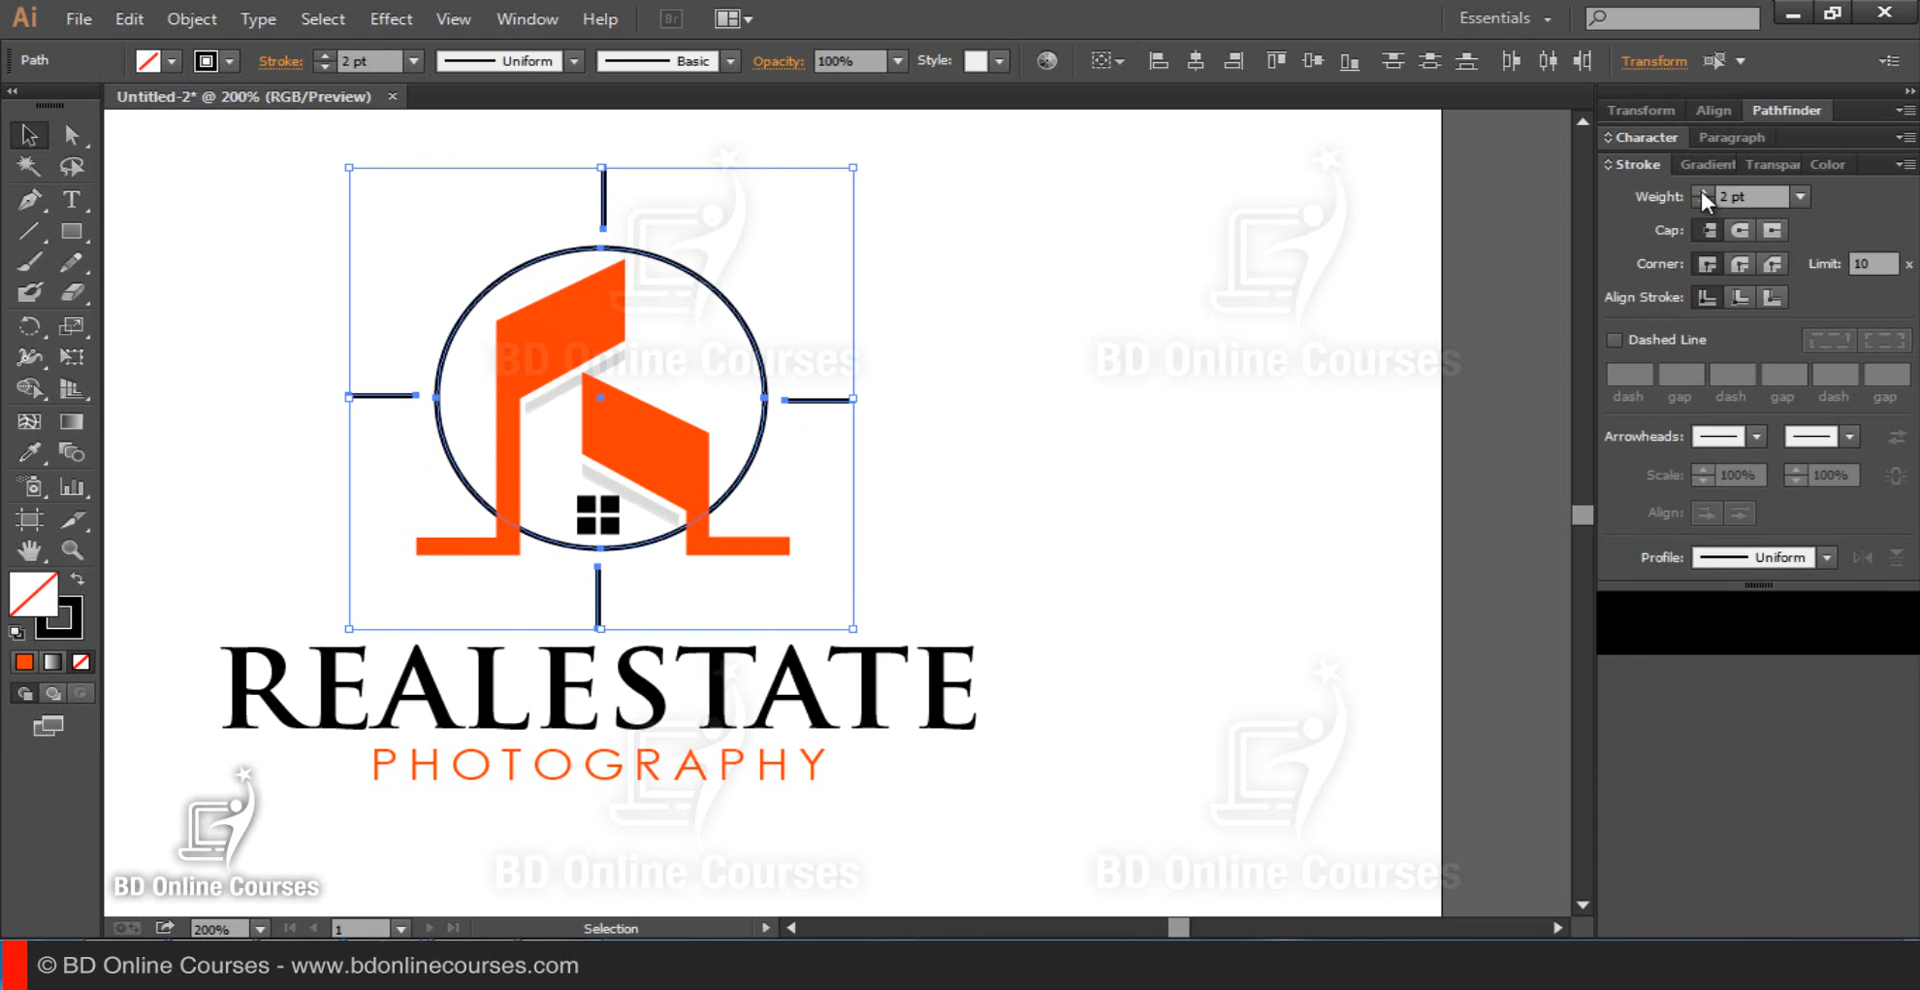 Ai File Edit Object Type Select Effect View Window Help Br Essentials
Path Stroke: 2 pt Uniform Basic Opacity: 100% Style: Transform
Untitled-2* @ 200% (RGB/Preview) ×
Transform Align Pathfinder
Character Paragraph
Stroke Gradient Transpar Color
Weight: 2 pt
Cap:
Corner: Limit: 10 x
Align Stroke:
Dashed Line
dash gap dash gap dash gap
Arrowheads:
Scale: 100% 100%
Align:
Profile: Uniform
BD Online Courses BD Online Courses
REALESTATE
PHOTOGRAPHY
BD Online Courses BD Online Courses BD Online Courses
200% 1 Selection
© BD Online Courses - www.bdonlinecourses.com